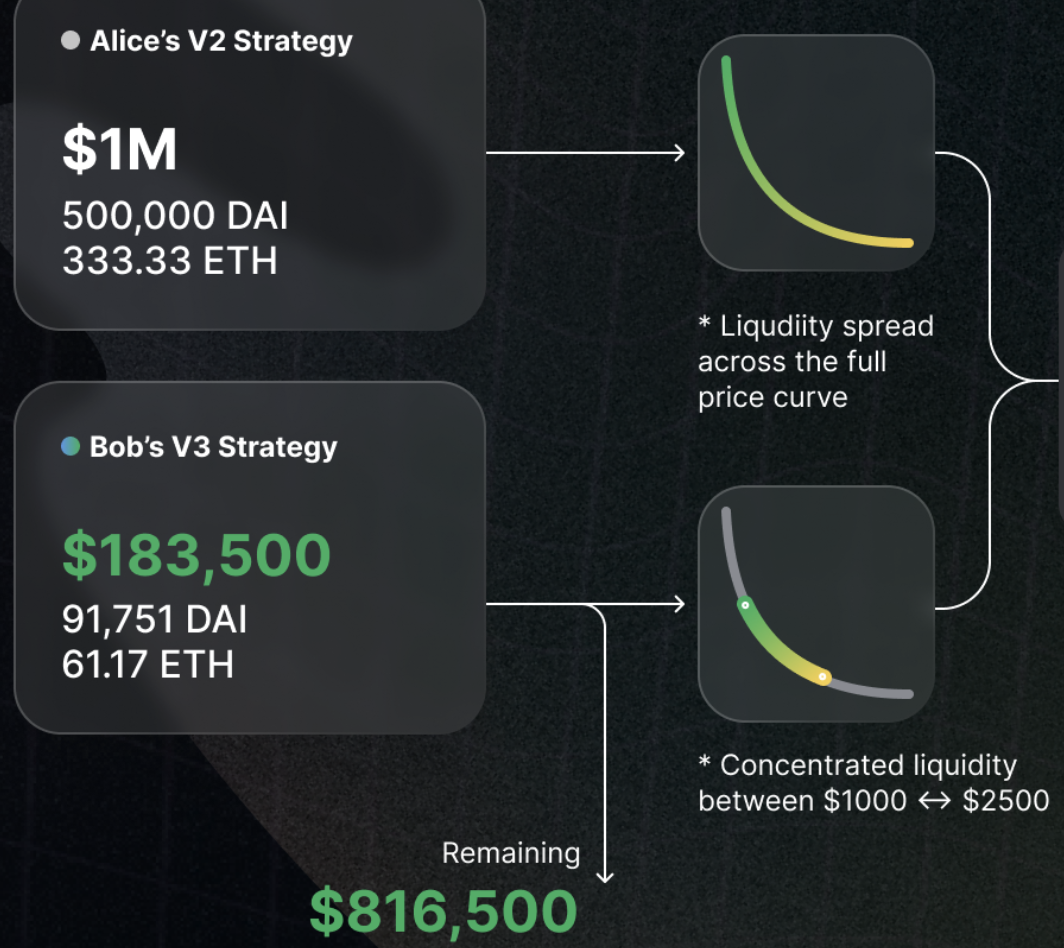 Alice’s V2 Strategy
$1M
500,000 DAI
333.33 ETH
* Liqudiity spread
across the full
price curve
Bob’s V3 Strategy
$183,500
91,751 DAI
61.17 ETH
* Concentrated liquidity
between $1000 ↔ $2500
Remaining
$816,500